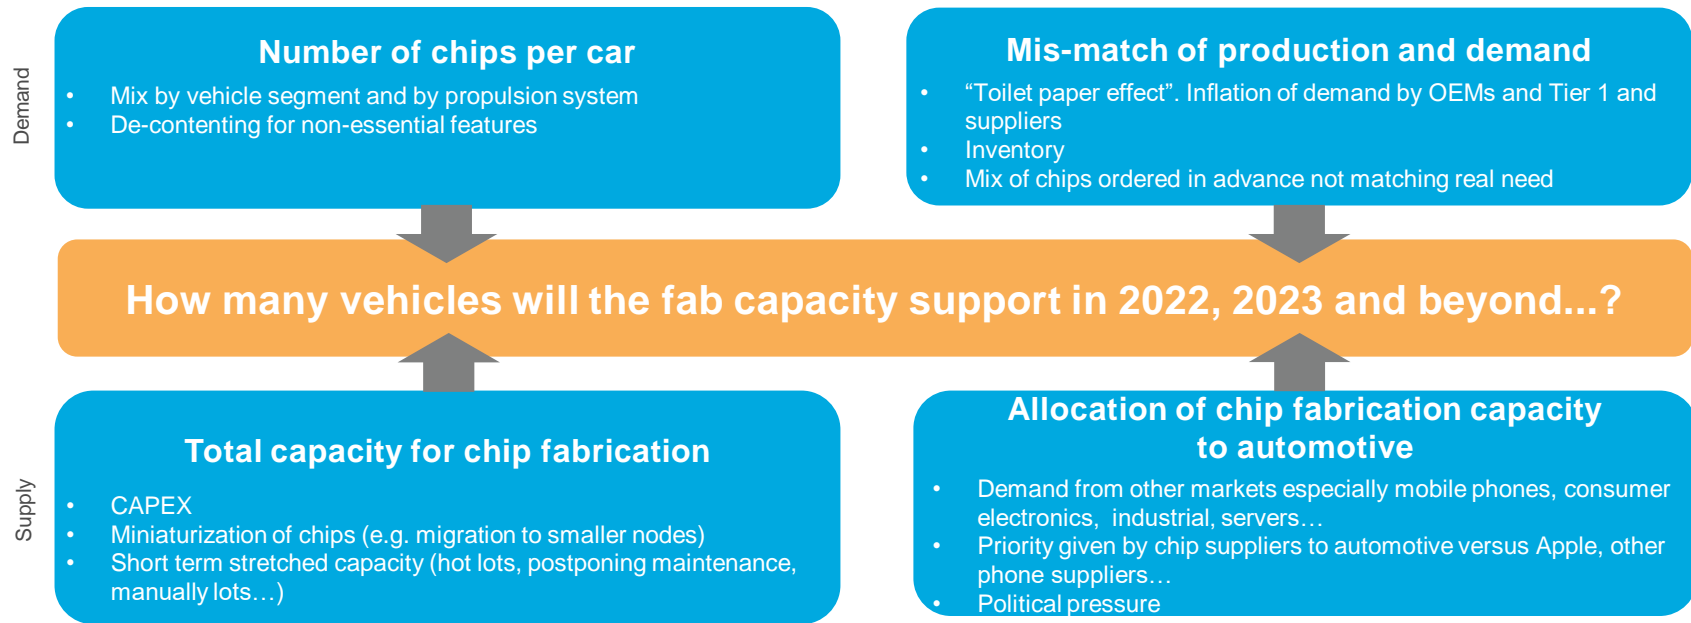 Demand
Number of chips per car
• Mix by vehicle segment and by propulsion system
• De-contenting for non-essential features
Mis-match of production and demand
• “Toilet paper effect”. Inflation of demand by OEMs and Tier 1 and
suppliers
• Inventory
• Mix of chips ordered in advance not matching real need
How many vehicles will the fab capacity support in 2022, 2023 and beyond...?
Supply
Total capacity for chip fabrication
• CAPEX
• Miniaturization of chips (e.g. migration to smaller nodes)
• Short term stretched capacity (hot lots, postponing maintenance,
manually lots…)
Allocation of chip fabrication capacity
to automotive
• Demand from other markets especially mobile phones, consumer
electronics, industrial, servers…
• Priority given by chip suppliers to automotive versus Apple, other
phone suppliers…
• Political pressure